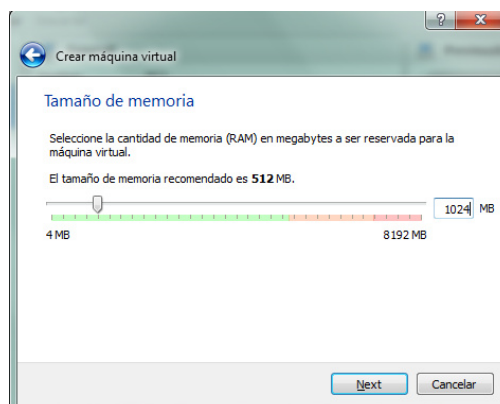 Crear máquina virtual
Tamaño de memoria
Seleccione la cantidad de memoria (RAM) en megabytes a ser reservada para la
máquina virtual.
El tamaño de memoria recomendado es 512 MB.
1024 MB
4 MB 8192 MB
Next Cancelar